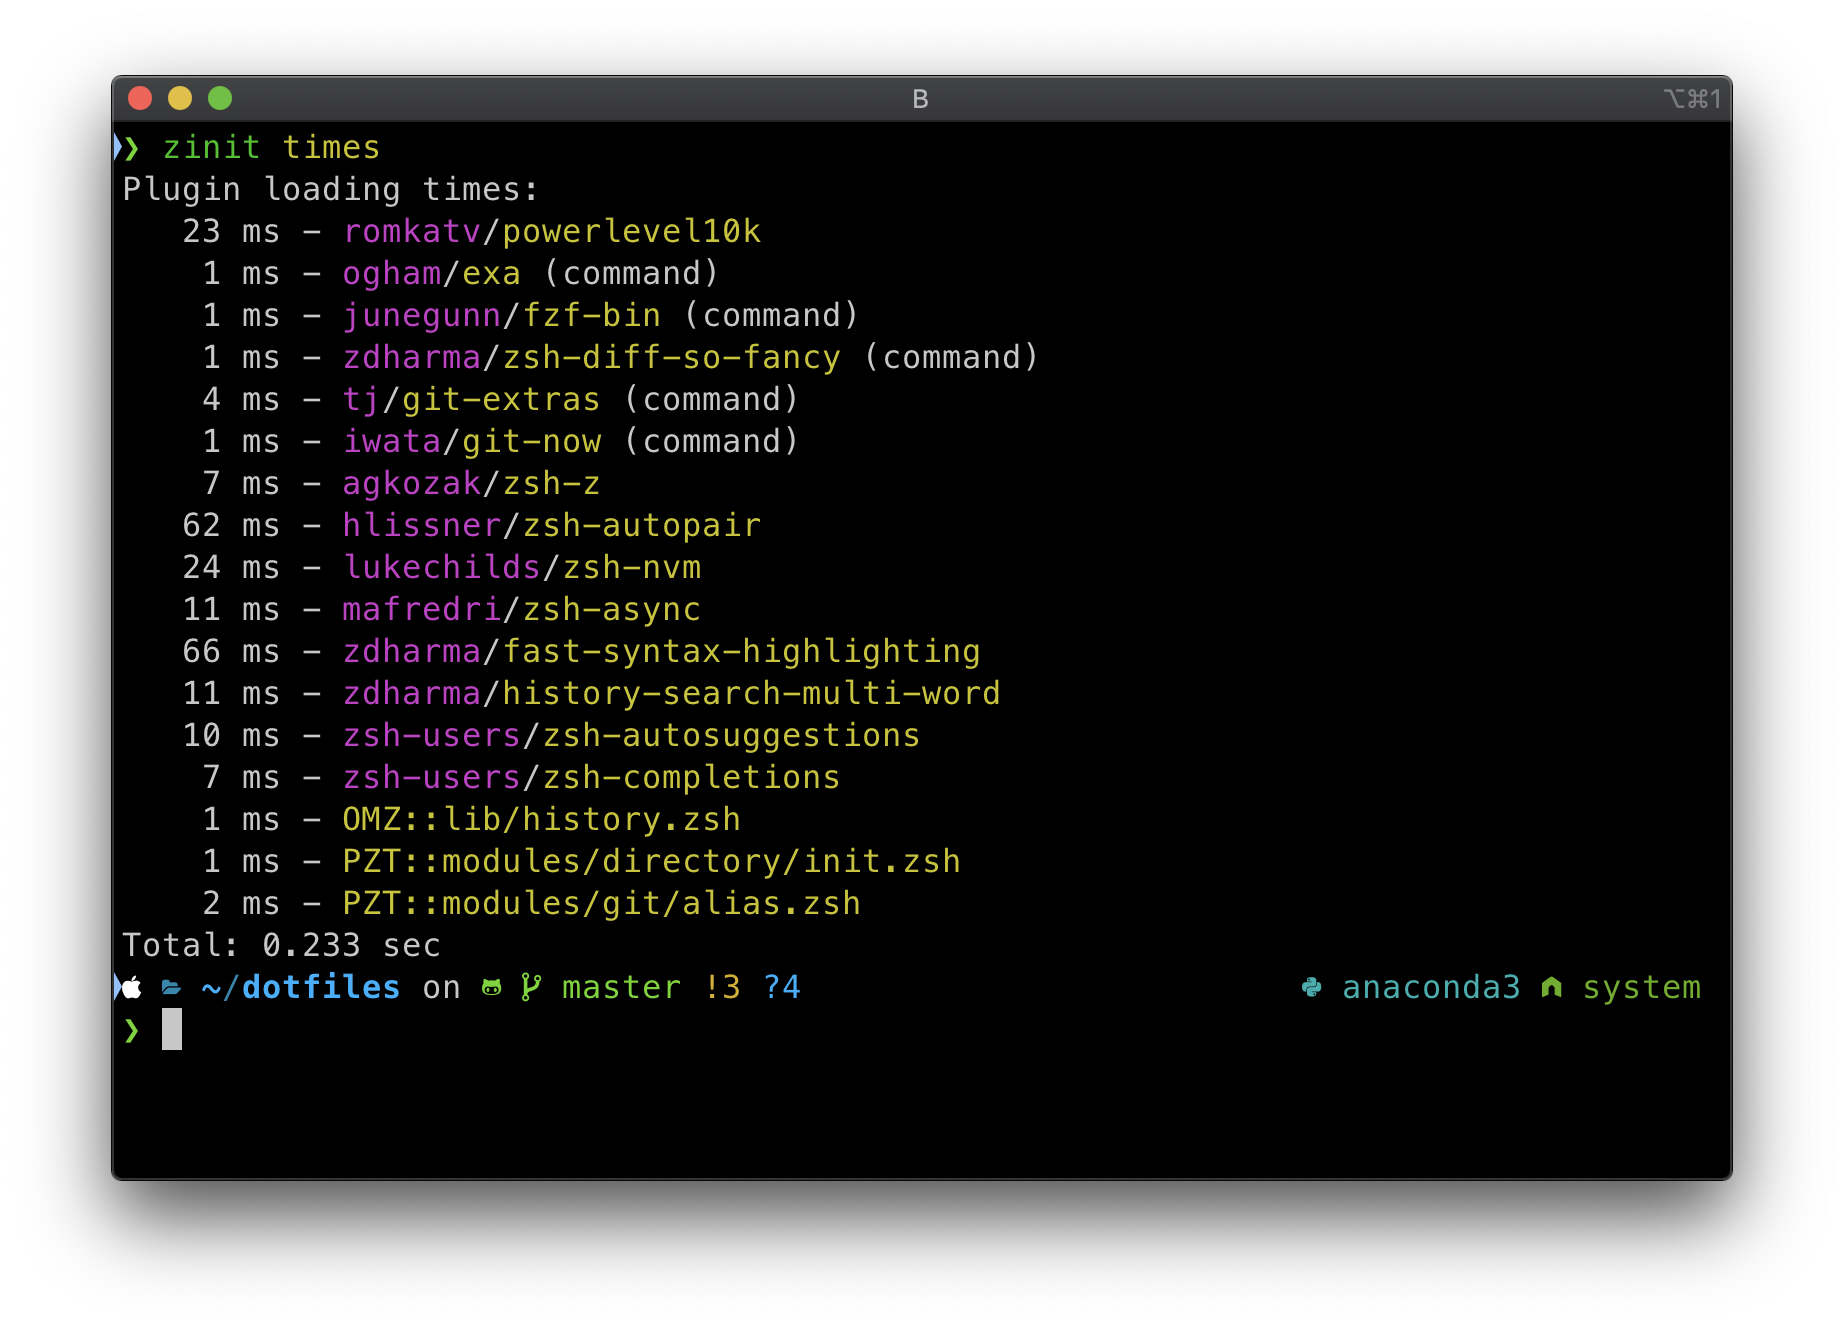 B ⌥⌘1
❯ zinit times
Plugin loading times:
23 ms - romkatv/powerlevel10k
1 ms - ogham/exa (command)
1 ms - junegunn/fzf-bin (command)
1 ms - zdharma/zsh-diff-so-fancy (command)
4 ms - tj/git-extras (command)
1 ms - iwata/git-now (command)
7 ms - agkozak/zsh-z
62 ms - hlissner/zsh-autopair
24 ms - lukechilds/zsh-nvm
11 ms - mafredri/zsh-async
66 ms - zdharma/fast-syntax-highlighting
11 ms - zdharma/history-search-multi-word
10 ms - zsh-users/zsh-autosuggestions
7 ms - zsh-users/zsh-completions
1 ms - OMZ::lib/history.zsh
1 ms - PZT::modules/directory/init.zsh
2 ms - PZT::modules/git/alias.zsh
Total: 0.233 sec
~/dotfiles on master !3 ?4 anaconda3 system
❯